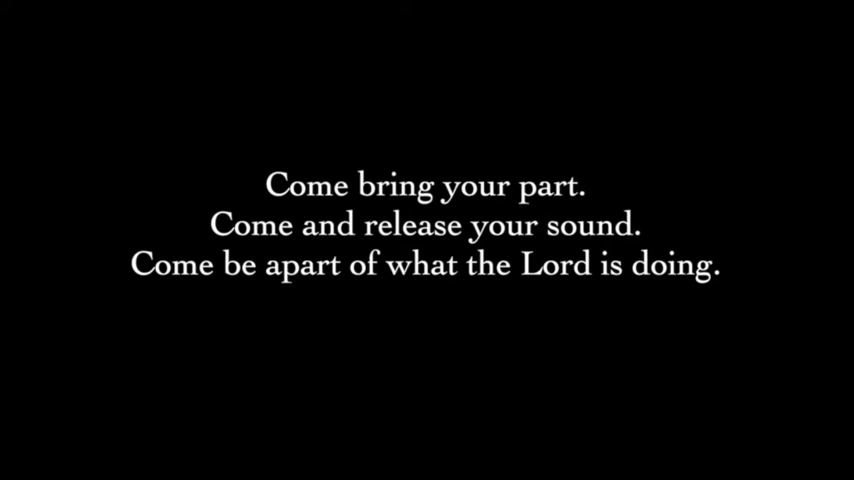 Come bring your part.
Come and release your sound.
Come be apart of what the Lord is doing.